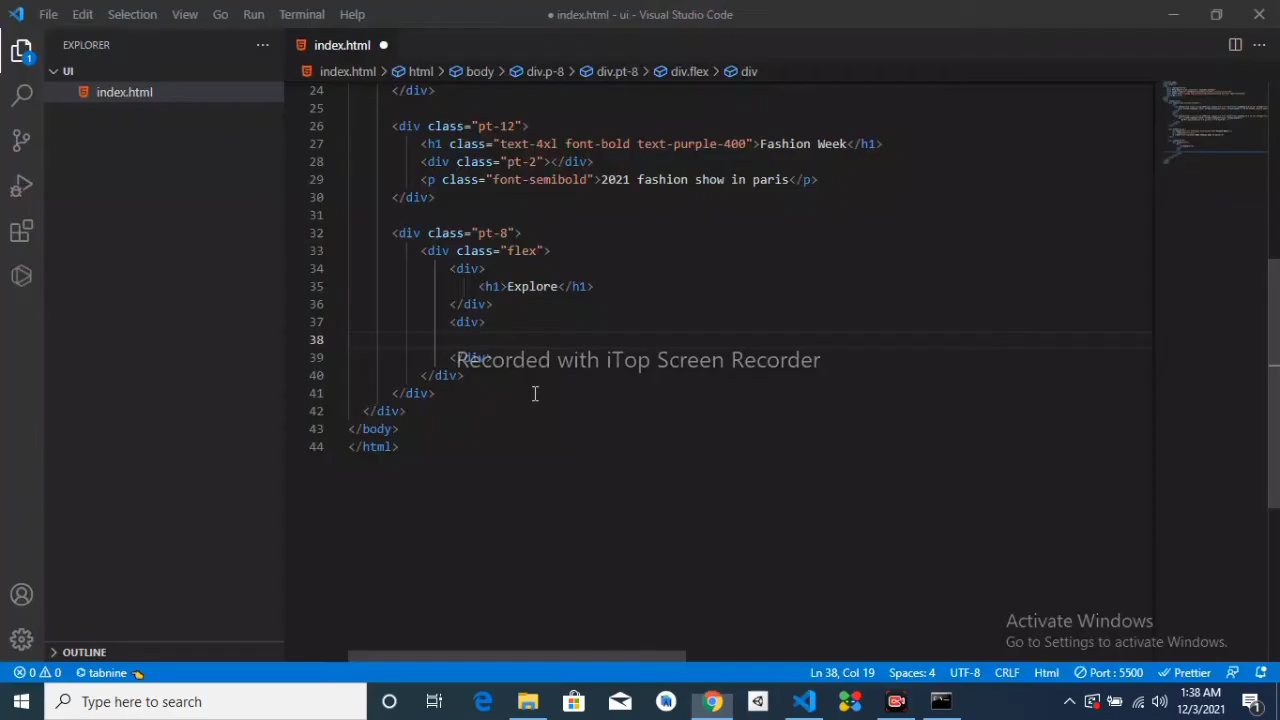 File Edit Selection View Go Run Terminal Help
● index.html - ui - Visual Studio Code
EXPLORER
index.html
UI
index.html
index.html > html > body > div.p-8 > div.pt-8 > div.flex > div
24 </div>
25
26 <div class="pt-12">
27 <h1 class="text-4xl font-bold text-purple-400">Fashion Week</h1>
28 <div class="pt-2"></div>
29 <p class="font-semibold">2021 fashion show in paris</p>
30 </div>
31
32 <div class="pt-8">
33 <div class="flex">
34 <div>
35 <h1>Explore</h1>
36 </div>
37 <div>
38
39 </div>
Recorded with iTop Screen Recorder
40 </div>
41 </div>
42 </div>
43 </body>
44 </html>
1
Activate Windows
Go to Settings to activate Windows.
OUTLINE
0 0 tabnine
Ln 38, Col 19 Spaces: 4 UTF-8 CRLF Html Port : 5500 Prettier
Type here to search
1:38 AM
12/3/2021
1